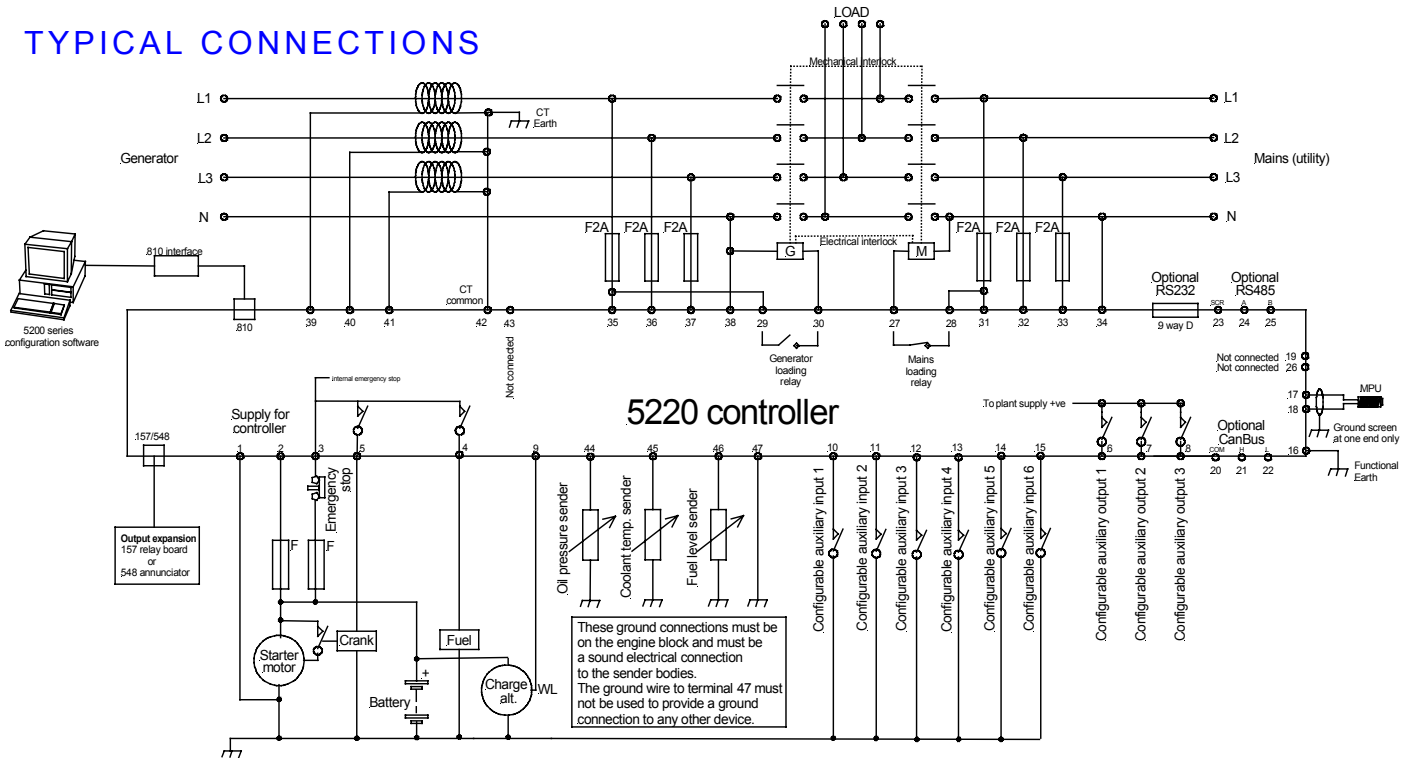 TYPICAL CONNECTIONS
LOAD
Mechanical interlock
L1
L2
L3
N
Generator
CT
Earth
L1
L2
L3
N
Mains (utility)
F2A
F2A
F2A
Electrical interlock
G
M
F2A
F2A
F2A
810 interface
810
5200 series
configuration software
CT
common
39
40
41
42
43
35
36
37
38
29
30
27
28
31
32
33
34
Optional
RS232
9 way D
Optional
RS485
SCR
A
B
23
24
25
Not connected
Generator
loading
relay
Mains
loading
relay
Not connected
19
Not connected
26
17
18
MPU
Ground screen
at one end only
16
Functional
Earth
internal emergency stop
5220 controller
To plant supply +ve
Optional
CanBus
Supply for
controller
157/548
1
2
3
5
4
9
44
45
46
47
10
11
12
13
14
15
6
7
8
COM
H
L
20
21
22
Emergency
stop
F
F
Output expansion
157 relay board
or
548 annunciator
Oil pressure sender
Coolant temp. sender
Fuel level sender
Configurable auxiliary input 1
Configurable auxiliary input 2
Configurable auxiliary input 3
Configurable auxiliary input 4
Configurable auxiliary input 5
Configurable auxiliary input 6
Configurable auxiliary output 1
Configurable auxiliary output 2
Configurable auxiliary output 3
Starter
motor
Crank
Fuel
Battery
+
Charge
alt.
WL
These ground connections must be
on the engine block and must be
a sound electrical connection
to the sender bodies.
The ground wire to terminal 47 must
not be used to provide a ground
connection to any other device.